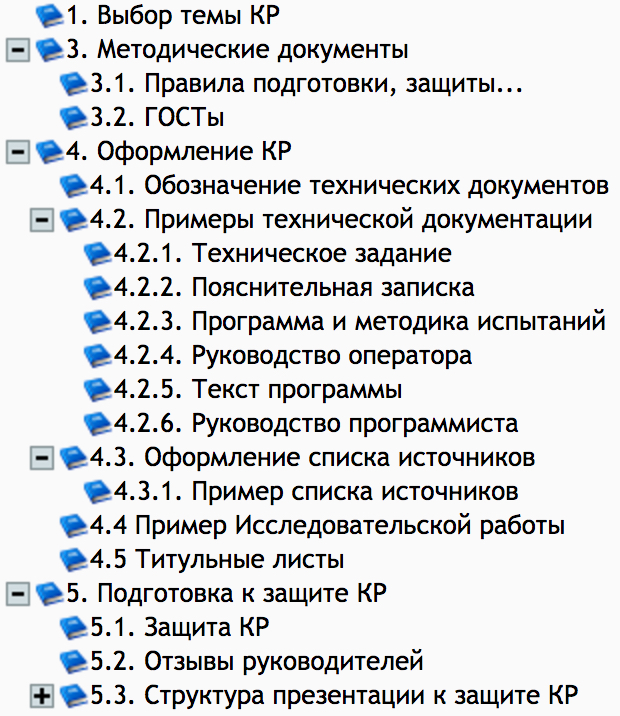 1. Выбор темы КР
3. Методические документы
3.1. Правила подготовки, защиты...
3.2. ГОСТы
4. Оформление КР
4.1. Обозначение технических документов
4.2. Примеры технической документации
4.2.1. Техническое задание
4.2.2. Пояснительная записка
4.2.3. Программа и методика испытаний
4.2.4. Руководство оператора
4.2.5. Текст программы
4.2.6. Руководство программиста
4.3. Оформление списка источников
4.3.1. Пример списка источников
4.4 Пример Исследовательской работы
4.5 Титульные листы
5. Подготовка к защите КР
5.1. Защита КР
5.2. Отзывы руководителей
5.3. Структура презентации к защите КР